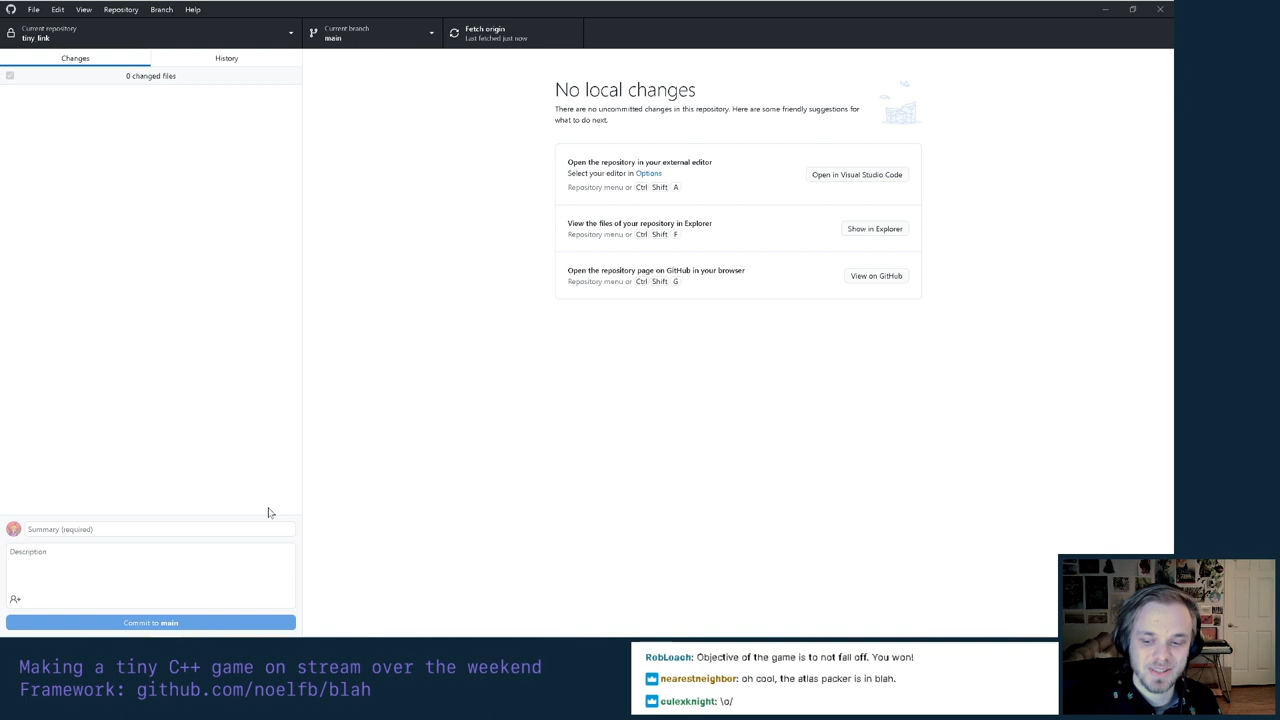 File Edit View Repository Branch Help
Current repository
tiny link
Current branch
main
Fetch origin
Last fetched just now
Changes
History
0 changed files
No local changes
There are no uncommitted changes in this repository. Here are some friendly suggestions for
what to do next.
Open the repository in your external editor
Select your editor in Options
Repository menu or Ctrl Shift A
Open in Visual Studio Code
View the files of your repository in Explorer
Repository menu or Ctrl Shift F
Show in Explorer
Open the repository page on GitHub in your browser
Repository menu or Ctrl Shift G
View on GitHub
Summary (required)
Description
Commit to main
Making a tiny C++ game on stream over the weekend
Framework: github.com/noelfb/blah
RobLoach: Objective of the game is to not fall off. You won!
nearestneighbor: oh cool, the atlas packer is in blah.
culexknight: \o/